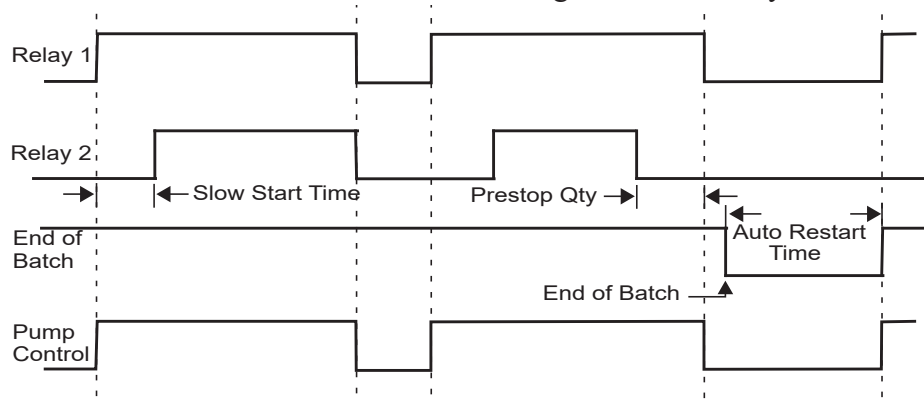 Relay 1
Relay 2
Slow Start Time
Prestop Qty
End of
Batch
Auto Restart
Time
End of Batch
Pump
Control